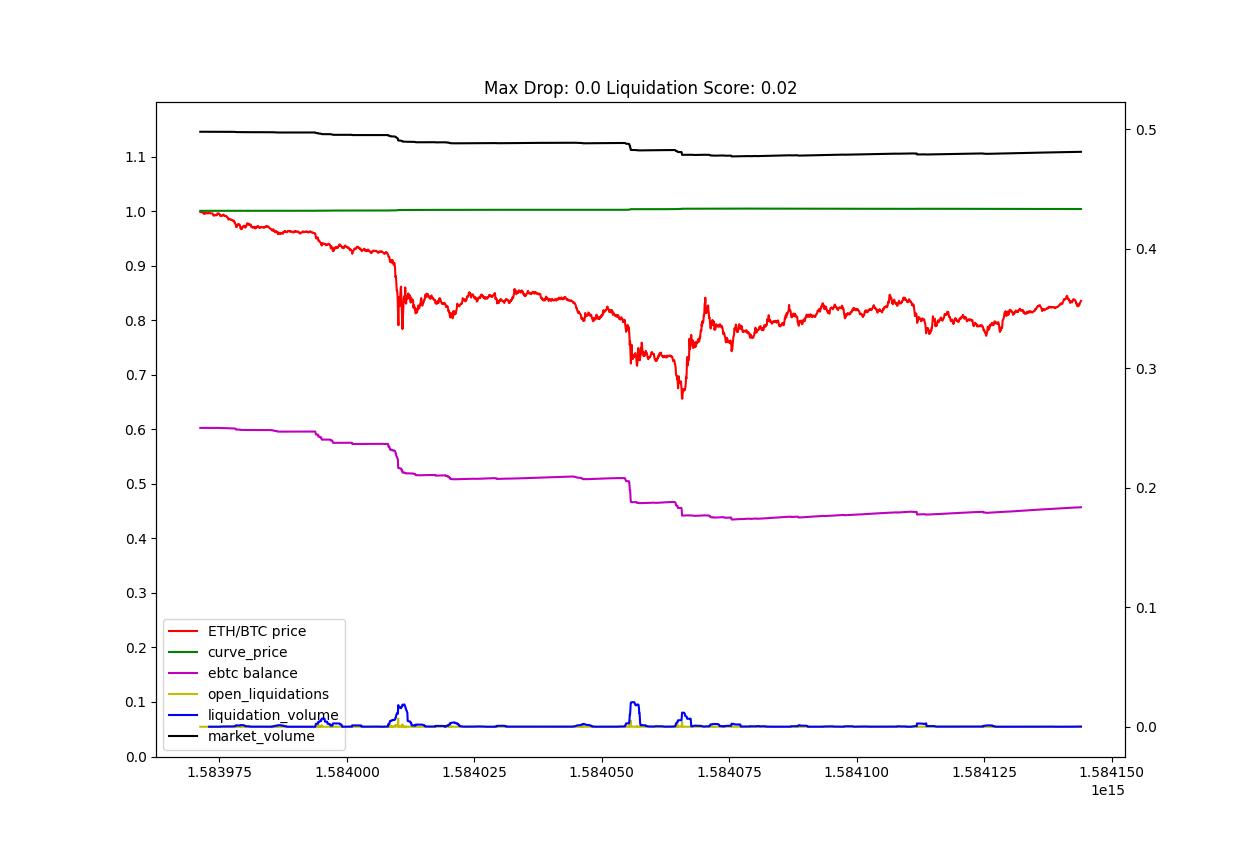 Max Drop: 0.0 Liquidation Score: 0.02
1.1
1.0
0.9
0.8
0.7
0.6
0.5
0.4
0.3
0.2
0.1
0.0
0.5
0.4
0.3
0.2
0.1
0.0
ETH/BTC price
curve_price
ebtc balance
open_liquidations
liquidation_volume
market_volume
1.583975 1.584000 1.584025 1.584050 1.584075 1.584100 1.584125 1.584150
1e15